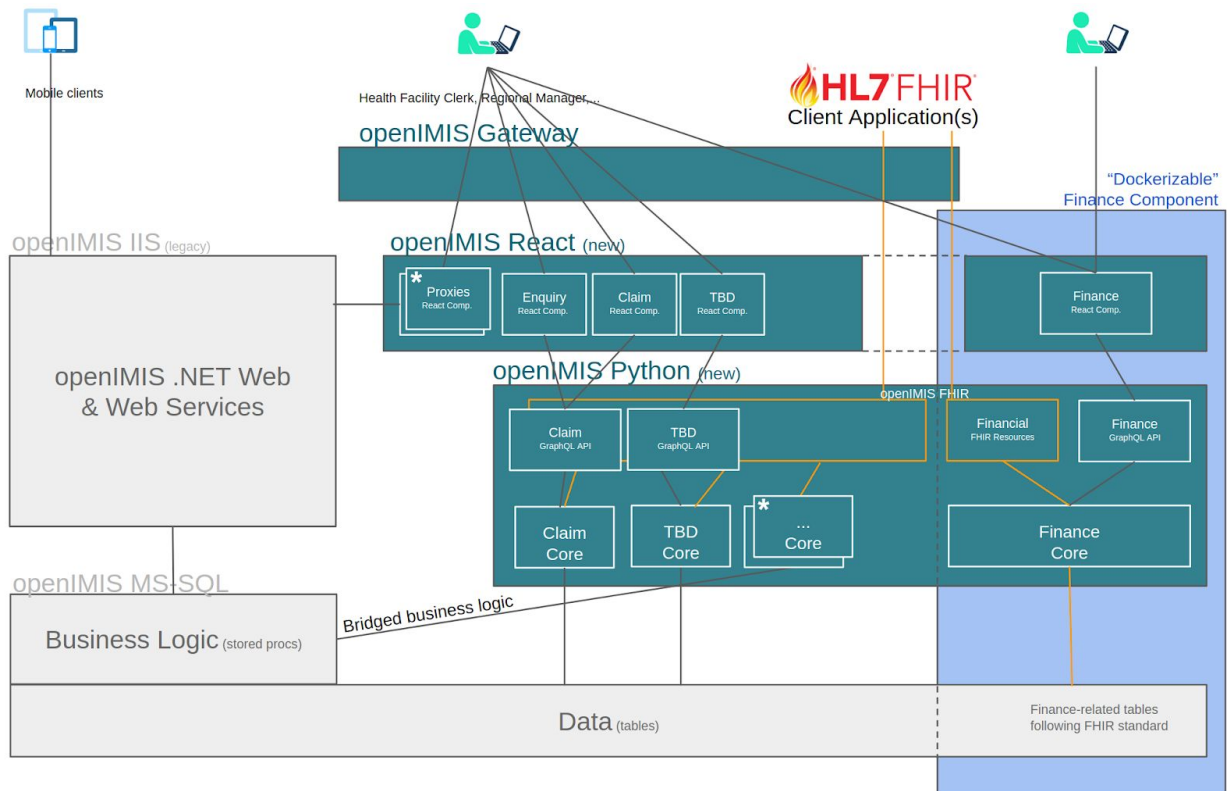 Mobile clients
Health Facility Clerk, Regional Manager,...
HL7 FHIR
Client Application(s)
openIMIS Gateway
“Dockerizable”
Finance Component
openIMIS IIS (legacy)
openIMIS React (new)
*
Proxies
React Comp.
Enquiry
React Comp.
Claim
React Comp.
TBD
React Comp.
Finance
React Comp.
openIMIS .NET Web
& Web Services
openIMIS Python (new)
openIMIS FHIR
Claim
GraphQL API
TBD
GraphQL API
Financial
FHIR Resources
Finance
GraphQL API
Claim
Core
TBD
Core
*
...
Core
Finance
Core
openIMIS MS-SQL
Business Logic (stored procs)
Bridged business logic
Data (tables)
Finance-related tables
following FHIR standard